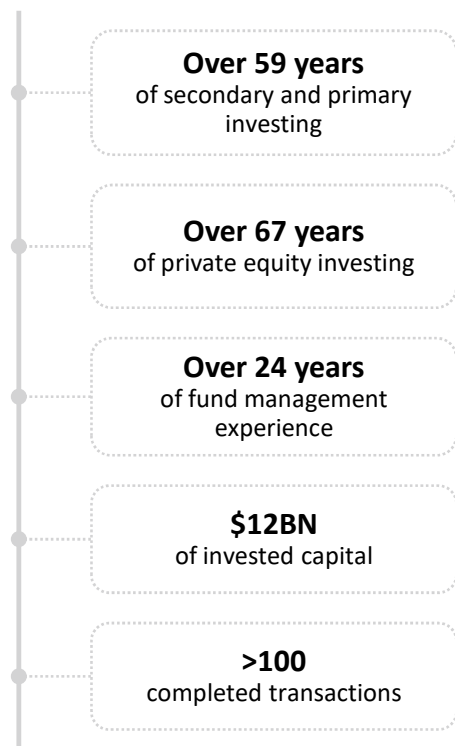 Over 59 years
of secondary and primary
investing
Over 67 years
of private equity investing
Over 24 years
of fund management
experience
$12BN
of invested capital
>100
completed transactions